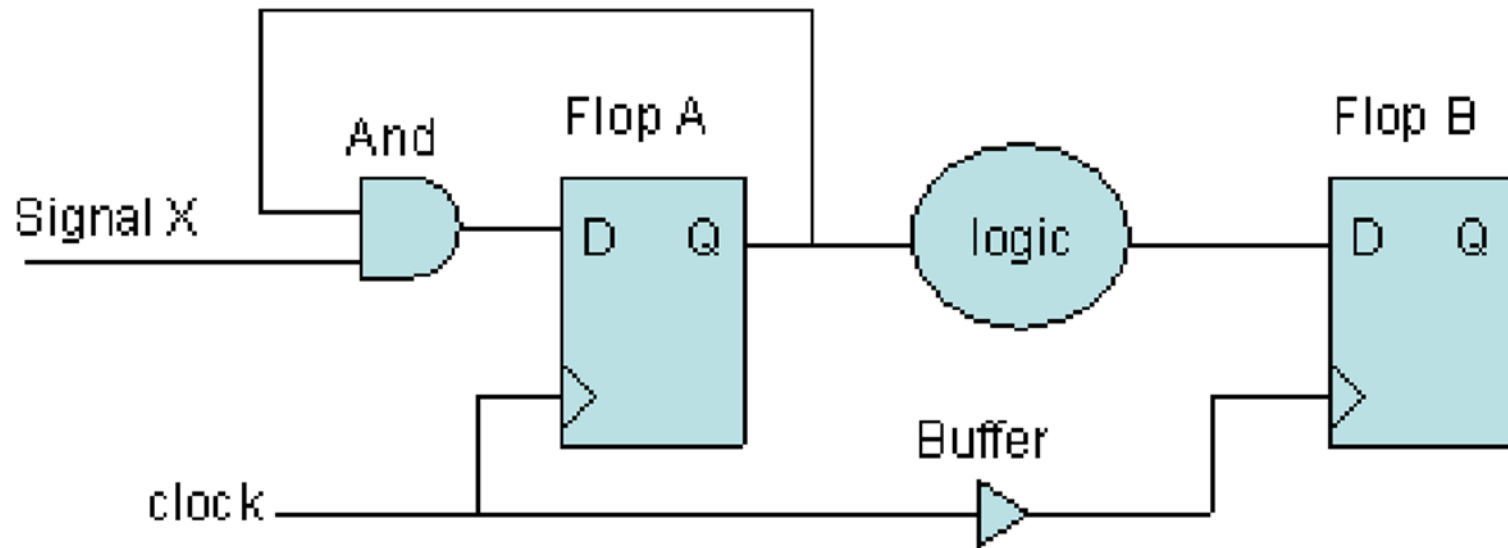 Flop A
Flop B
And
Signal X
D
Q
logic
D
Q
Buffer
clock